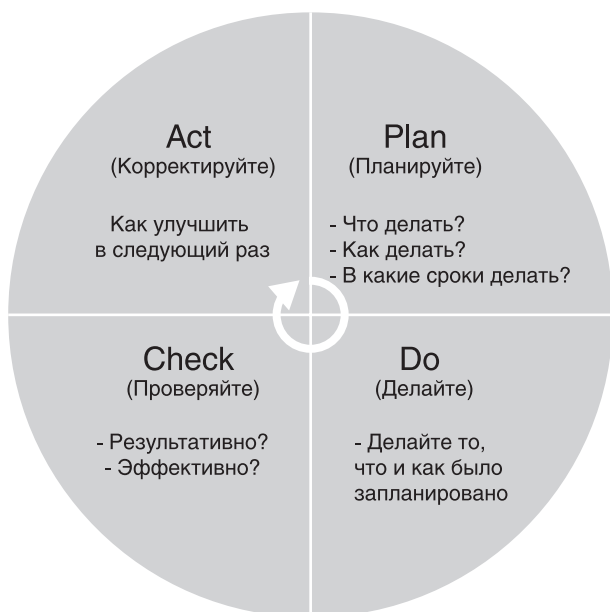 Act
(Корректируйте)
Как улучшить
в следующий раз
Plan
(Планируйте)
- Что делать?
- Как делать?
- В какие сроки делать?
Check
(Проверяйте)
- Результативно?
- Эффективно?
Do
(Делайте)
- Делайте то,
что и как было
запланировано